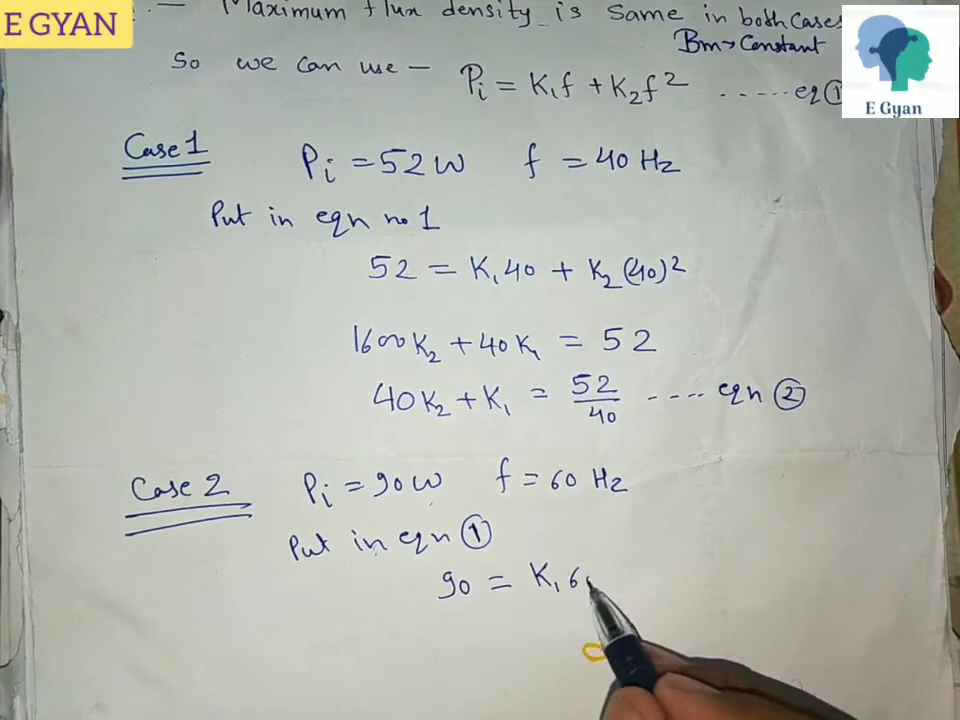 E GYAN
- Maximum flux density is same in both cases
Bm → Constant
So we can use - Pi = K1f + K2f² ..... eq ①
E Gyan
Case 1 Pi = 52 W f = 40 Hz
Put in eqn no 1
52 = K1 40 + K2 (40)²
1600 K2 + 40 K1 = 52
40 K2 + K1 = 52/40 .... eqn ②
Case 2 Pi = 90 W f = 60 Hz
Put in eqn ①
90 = K1 60